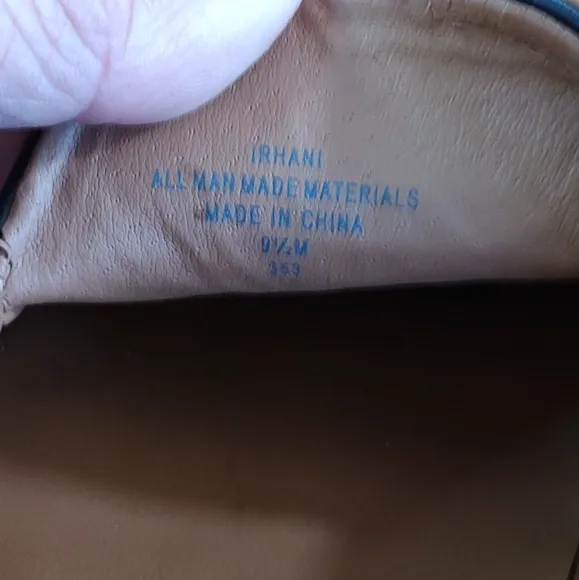 IRHANI
ALL MAN MADE MATERIALS
MADE IN CHINA
9½M
353